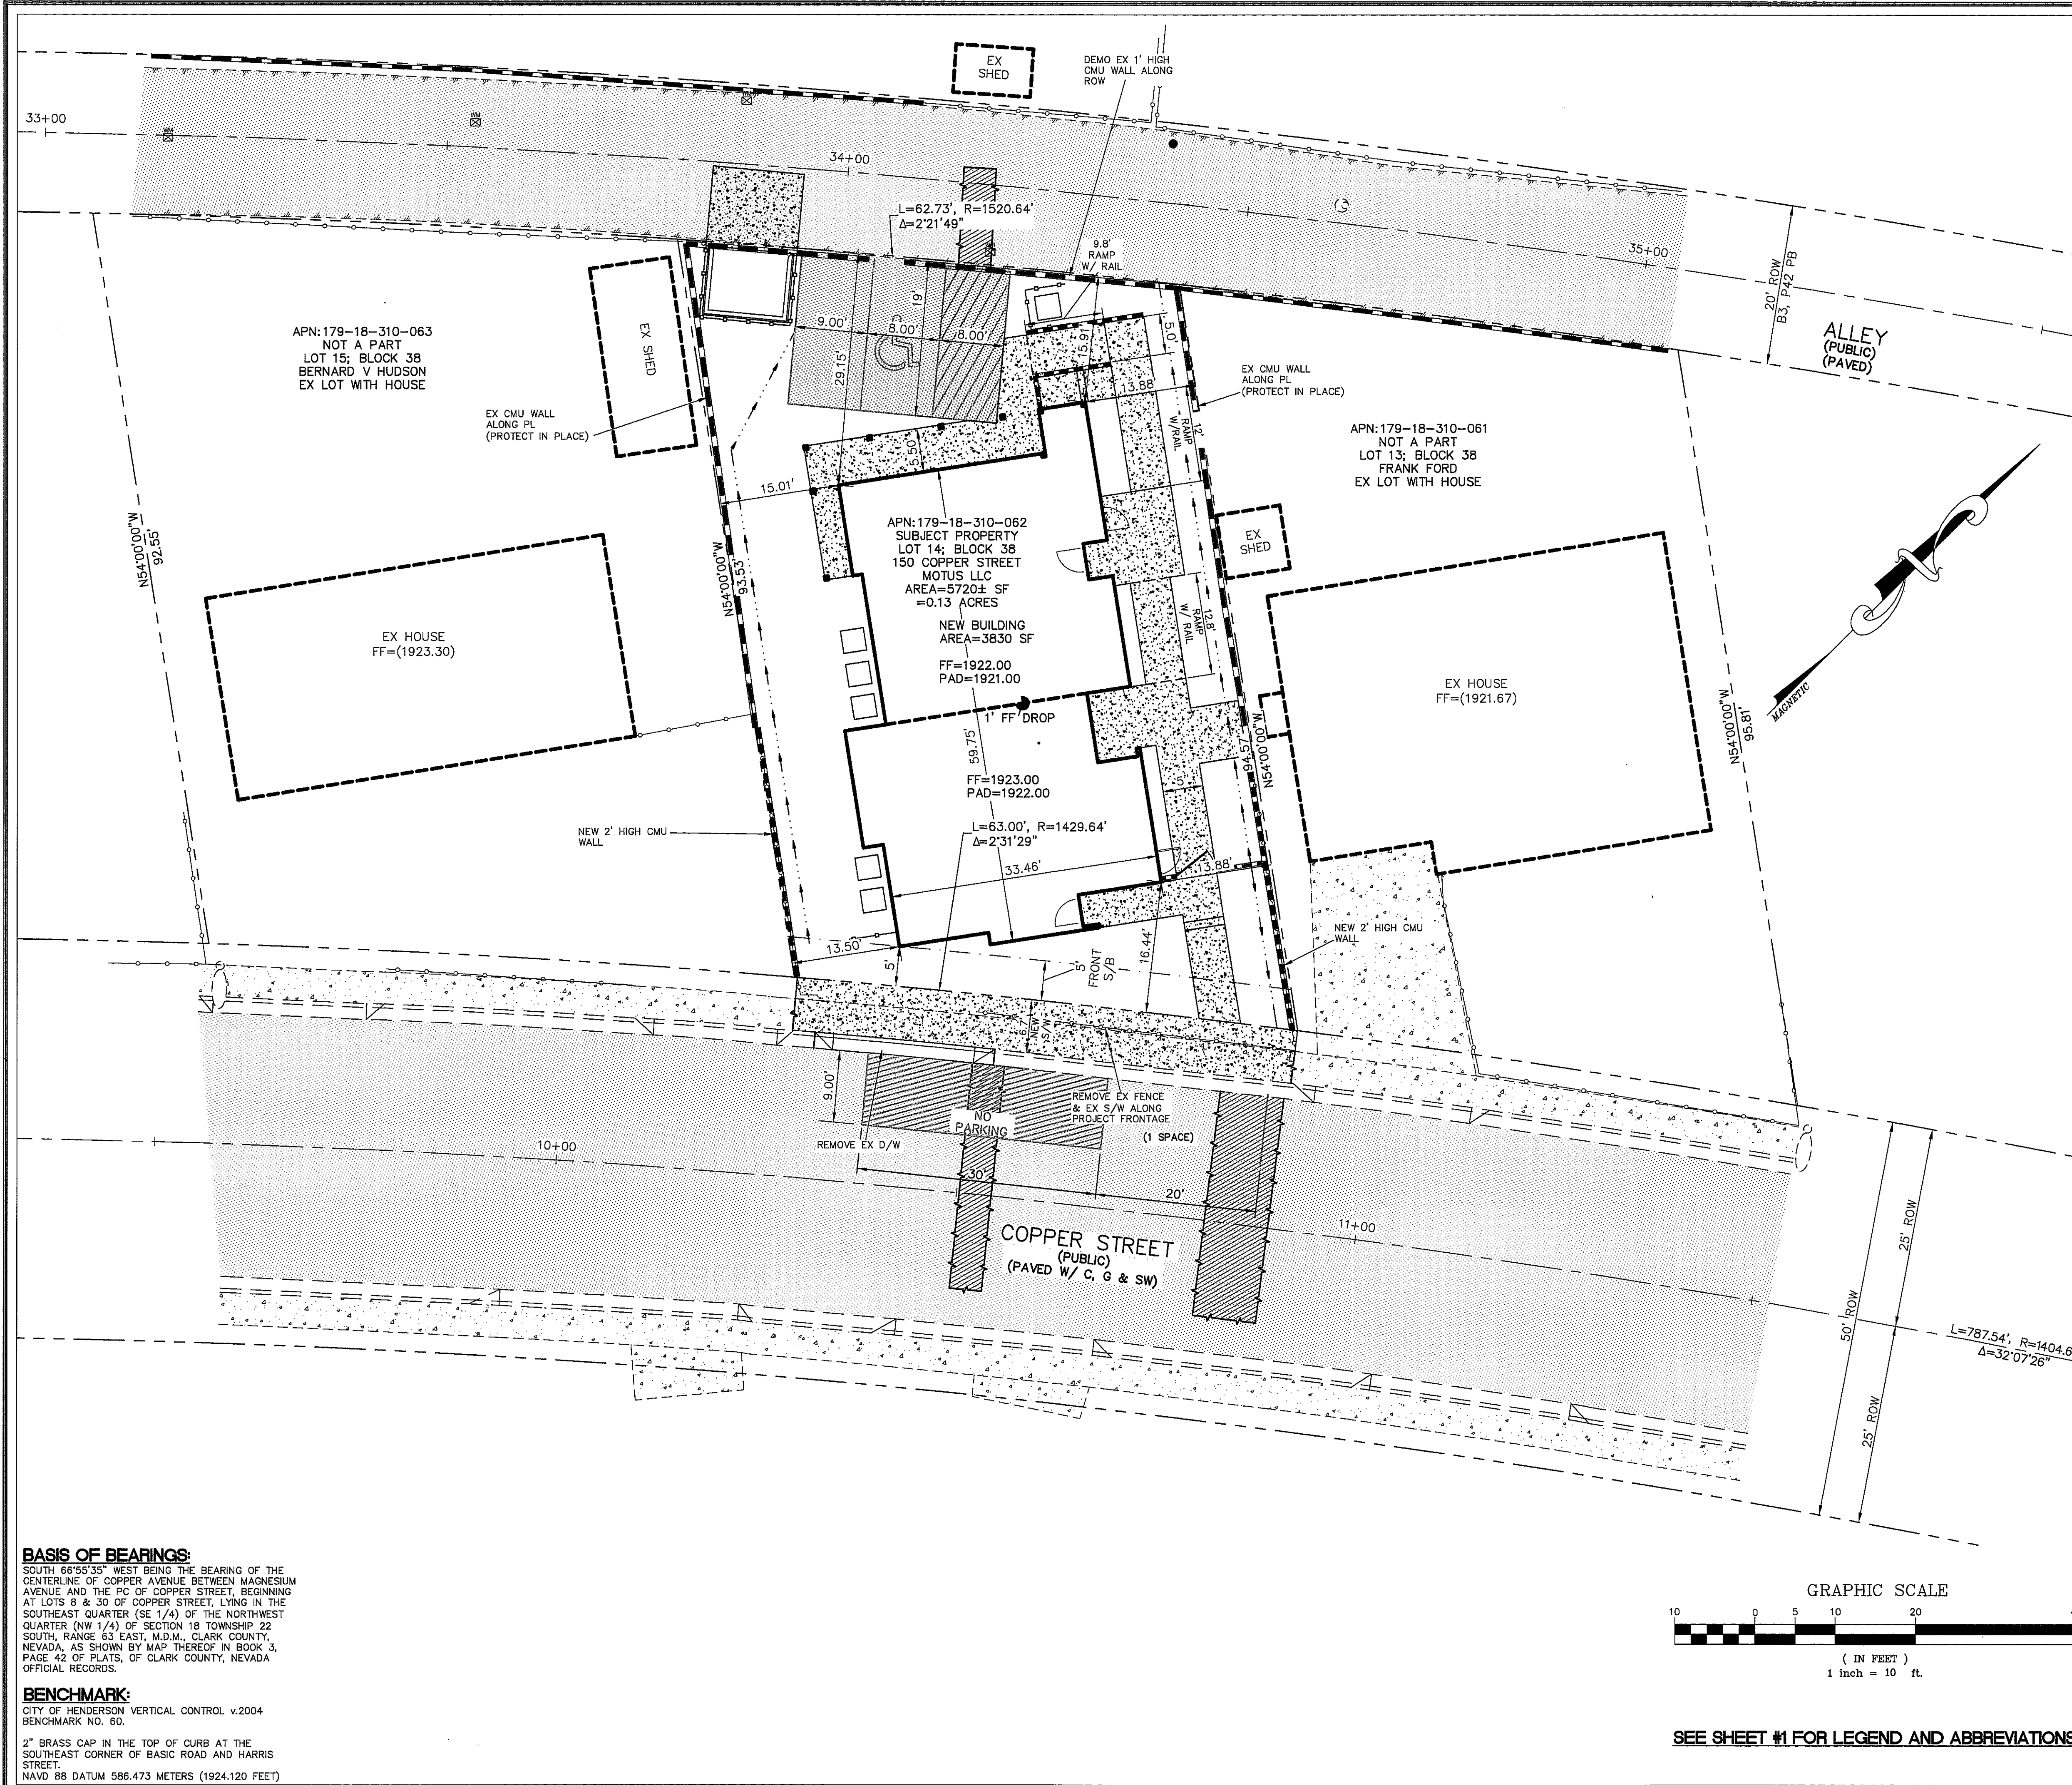 EX
SHED
DEMO EX 1' HIGH
CMU WALL ALONG
ROW
33+00
WM
WM
WM
34+00
L=62.73', R=1520.64'
Δ=2°21'49"
9.8'
RAMP
W/ RAIL
35+00
20' ROW
B3, P42 PB
ALLEY
(PUBLIC)
(PAVED)
APN:179-18-310-063
NOT A PART
LOT 15; BLOCK 38
BERNARD V HUDSON
EX LOT WITH HOUSE
EX SHED
EX CMU WALL
ALONG PL
(PROTECT IN PLACE)
9.00'
8.00'
8.00'
19'
29.15'
5.50'
15.91'
5.0'
13.88'
12'
RAMP
W/RAIL
EX CMU WALL
ALONG PL
(PROTECT IN PLACE)
APN:179-18-310-061
NOT A PART
LOT 13; BLOCK 38
FRANK FORD
EX LOT WITH HOUSE
15.01'
N54°00'00"W
92.55'
N54°00'00"W
93.53'
APN:179-18-310-062
SUBJECT PROPERTY
LOT 14; BLOCK 38
150 COPPER STREET
MOTUS LLC
AREA=5720± SF
=0.13 ACRES
NEW BUILDING
AREA=3830 SF
FF=1922.00
PAD=1921.00
1' FF DROP
59.75'
FF=1923.00
PAD=1922.00
L=63.00', R=1429.64'
Δ=2°31'29"
33.46'
EX
SHED
12.8'
RAMP
W/ RAIL
EX HOUSE
FF=(1923.30)
EX HOUSE
FF=(1921.67)
MAGNETIC
94.57'
N54°00'00"W
N54°00'00"W
95.81'
5'
13.88'
NEW 2' HIGH CMU
WALL
NEW 2' HIGH CMU
WALL
13.50'
5'
5'
FRONT
S/B
16.44'
6'
NEW
S/W
9.00'
NO
PARKING
REMOVE EX FENCE
& EX S/W ALONG
PROJECT FRONTAGE
(1 SPACE)
REMOVE EX D/W
10+00
30'
20'
11+00
COPPER STREET
(PUBLIC)
(PAVED W/ C, G & SW)
25' ROW
50' ROW
25' ROW
L=787.54', R=1404.6
Δ=32°07'26"
BASIS OF BEARINGS:
SOUTH 66°55'35" WEST BEING THE BEARING OF THE
CENTERLINE OF COPPER AVENUE BETWEEN MAGNESIUM
AVENUE AND THE PC OF COPPER STREET, BEGINNING
AT LOTS 8 & 30 OF COPPER STREET, LYING IN THE
SOUTHEAST QUARTER (SE 1/4) OF THE NORTHWEST
QUARTER (NW 1/4) OF SECTION 18 TOWNSHIP 22
SOUTH, RANGE 63 EAST, M.D.M., CLARK COUNTY,
NEVADA, AS SHOWN BY MAP THEREOF IN BOOK 3,
PAGE 42 OF PLATS, OF CLARK COUNTY, NEVADA
OFFICIAL RECORDS.
BENCHMARK:
CITY OF HENDERSON VERTICAL CONTROL v.2004
BENCHMARK NO. 60.
2" BRASS CAP IN THE TOP OF CURB AT THE
SOUTHEAST CORNER OF BASIC ROAD AND HARRIS
STREET.
NAVD 88 DATUM 586.473 METERS (1924.120 FEET)
GRAPHIC SCALE
10 0 5 10 20
( IN FEET )
1 inch = 10 ft.
SEE SHEET #1 FOR LEGEND AND ABBREVIATIONS